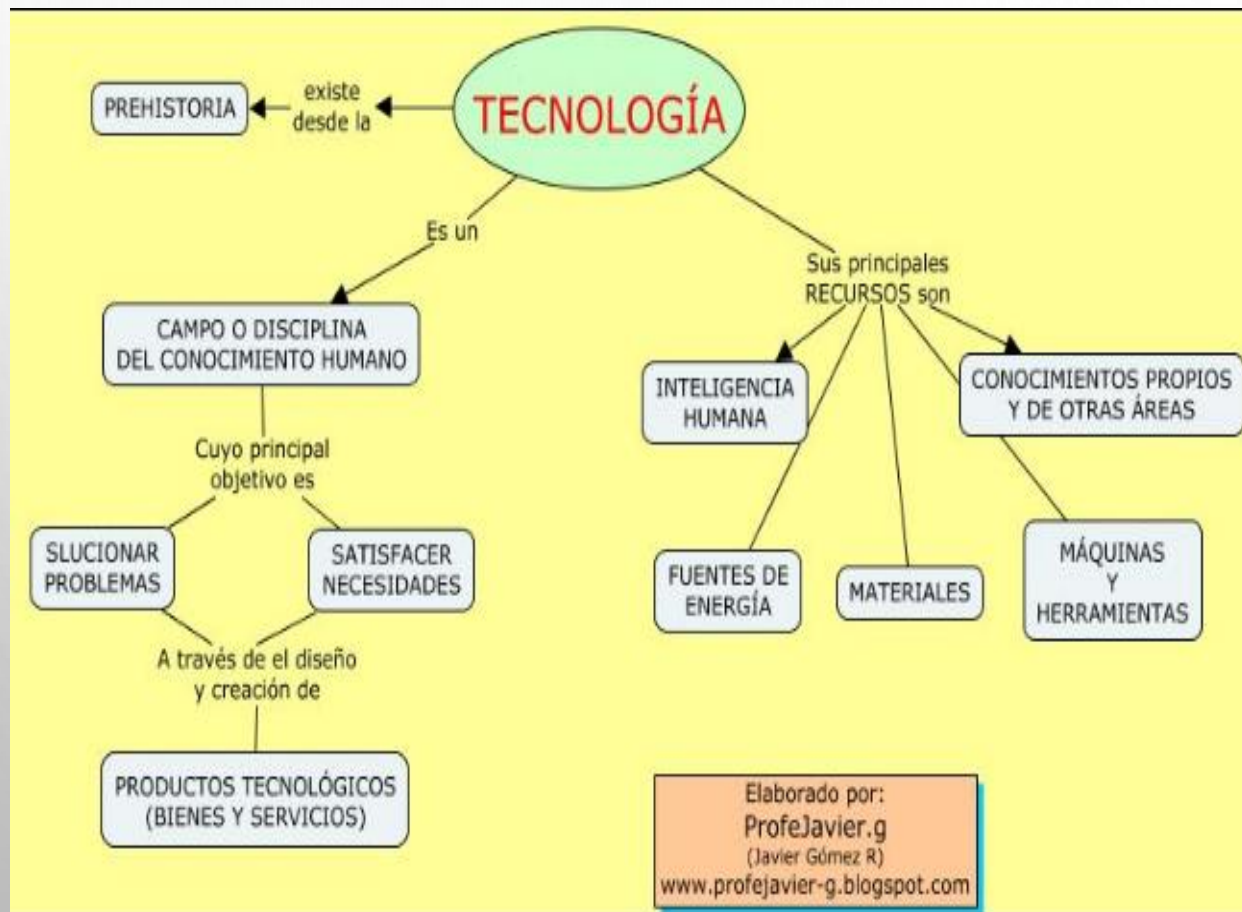 TECNOLOGÍA
PREHISTORIA
existe
desde la
Es un
CAMPO O DISCIPLINA
DEL CONOCIMIENTO HUMANO
Cuyo principal
objetivo es
SLUCIONAR
PROBLEMAS
SATISFACER
NECESIDADES
A través de el diseño
y creación de
PRODUCTOS TECNOLÓGICOS
(BIENES Y SERVICIOS)
Sus principales
RECURSOS son
INTELIGENCIA
HUMANA
CONOCIMIENTOS PROPIOS
Y DE OTRAS ÁREAS
FUENTES DE
ENERGÍA
MATERIALES
MÁQUINAS
Y
HERRAMIENTAS
Elaborado por:
ProfeJavier.g
(Javier Gómez R)
www.profejavier-g.blogspot.com